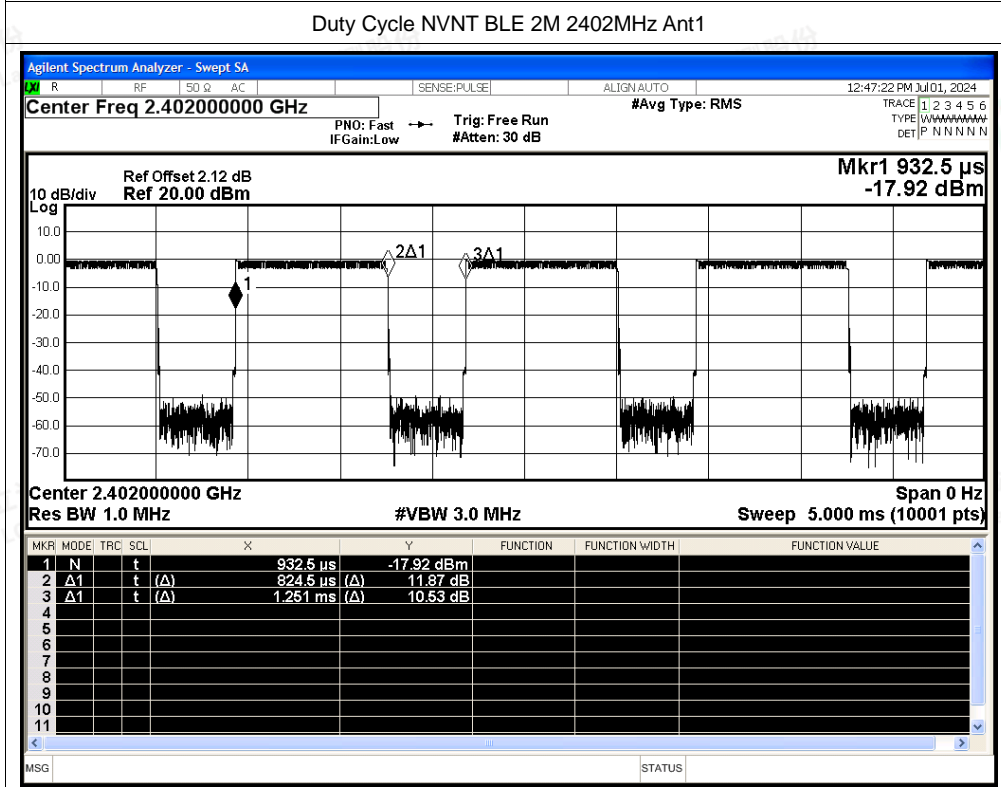 Duty Cycle NVNT BLE 2M 2402MHz Ant1
Agilent Spectrum Analyzer - Swept SA
LXI R RF 50 Ω AC SENSE:PULSE ALIGN AUTO 12:47:22 PM Jul 01, 2024
Center Freq 2.402000000 GHz #Avg Type: RMS TRACE 1 2 3 4 5 6
PNO: Fast Trig: Free Run TYPE WWWWWW
IFGain:Low #Atten: 30 dB DET P N N N N N
Mkr1 932.5 µs
Ref Offset 2.12 dB
10 dB/div Ref 20.00 dBm -17.92 dBm
Log
10.0
0.00
-10.0
-20.0
-30.0
-40.0
-50.0
-60.0
-70.0
2Δ1 3Δ1
1
Center 2.402000000 GHz Span 0 Hz
Res BW 1.0 MHz #VBW 3.0 MHz Sweep 5.000 ms (10001 pts)
MKR MODE TRC SCL X Y FUNCTION FUNCTION WIDTH FUNCTION VALUE
1 N t 932.5 µs -17.92 dBm
2 Δ1 t (Δ) 824.5 µs (Δ) 11.87 dB
3 Δ1 t (Δ) 1.251 ms (Δ) 10.53 dB
4
5
6
7
8
9
10
11
MSG STATUS